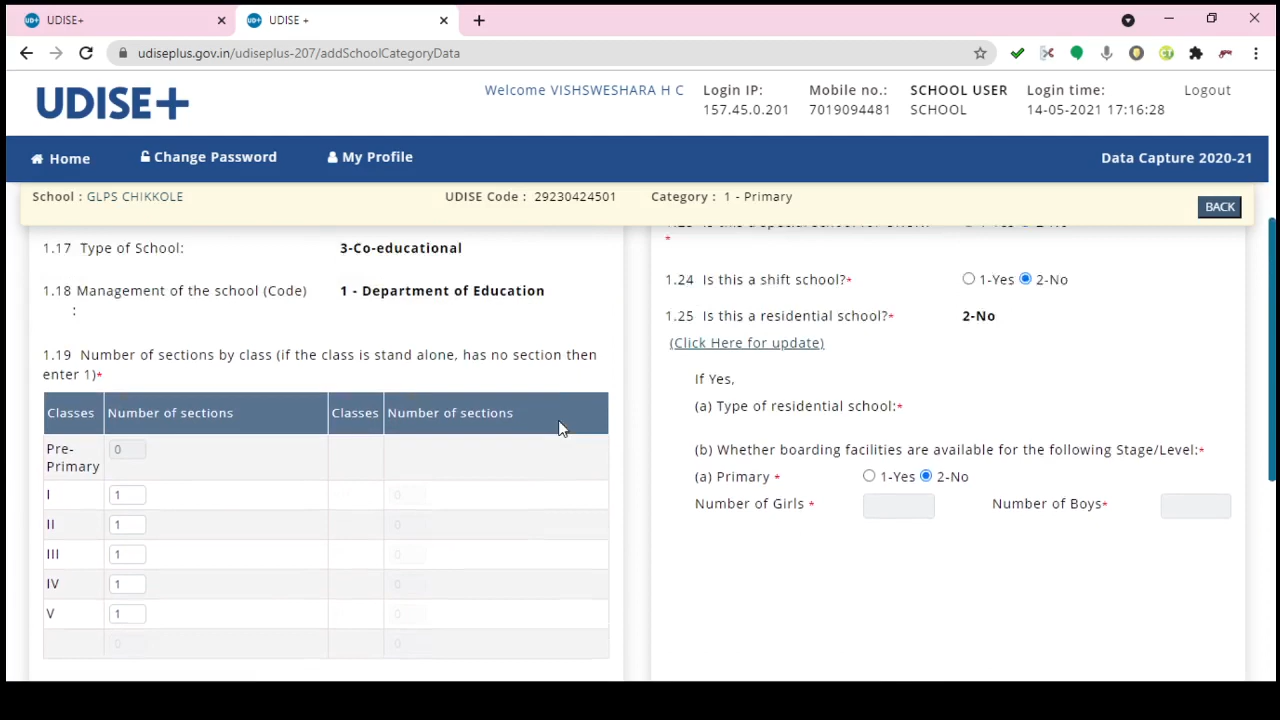 UDISE+
UDISE +
udiseplus.gov.in/udiseplus-207/addSchoolCategoryData
UDISE+
Welcome VISHSWESHARA H C
Login IP:
157.45.0.201
Mobile no.:
7019094481
SCHOOL USER
SCHOOL
Login time:
14-05-2021 17:16:28
Logout
Home
Change Password
My Profile
Data Capture 2020-21
School : GLPS CHIKKOLE
UDISE Code : 29230424501
Category : 1 - Primary
BACK
1.17 Type of School:
3-Co-educational
1.18 Management of the school (Code)
:
1 - Department of Education
1.19 Number of sections by class (if the class is stand alone, has no section then
enter 1)*
Classes Number of sections Classes Number of sections
Pre-
Primary 0
I 1 0
II 1 0
III 1 0
IV 1 0
V 1 0
0 0
*
1.24 Is this a shift school?* 1-Yes 2-No
1.25 Is this a residential school?* 2-No
(Click Here for update)
If Yes,
(a) Type of residential school:*
(b) Whether boarding facilities are available for the following Stage/Level:*
(a) Primary * 1-Yes 2-No
Number of Girls * Number of Boys*